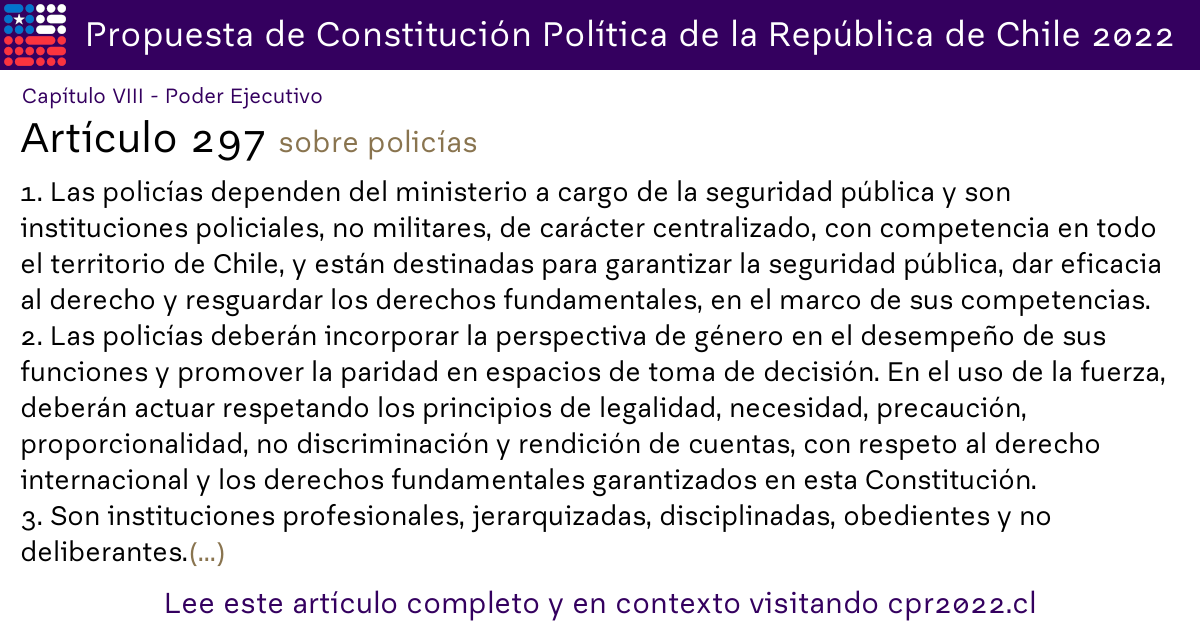 Propuesta de Constitución Política de la República de Chile 2022
Capítulo VIII - Poder Ejecutivo
Artículo 297 sobre policías
1. Las policías dependen del ministerio a cargo de la seguridad pública y son
instituciones policiales, no militares, de carácter centralizado, con competencia en todo
el territorio de Chile, y están destinadas para garantizar la seguridad pública, dar eficacia
al derecho y resguardar los derechos fundamentales, en el marco de sus competencias.
2. Las policías deberán incorporar la perspectiva de género en el desempeño de sus
funciones y promover la paridad en espacios de toma de decisión. En el uso de la fuerza,
deberán actuar respetando los principios de legalidad, necesidad, precaución,
proporcionalidad, no discriminación y rendición de cuentas, con respeto al derecho
internacional y los derechos fundamentales garantizados en esta Constitución.
3. Son instituciones profesionales, jerarquizadas, disciplinadas, obedientes y no
deliberantes.(...)
Lee este artículo completo y en contexto visitando cpr2022.cl